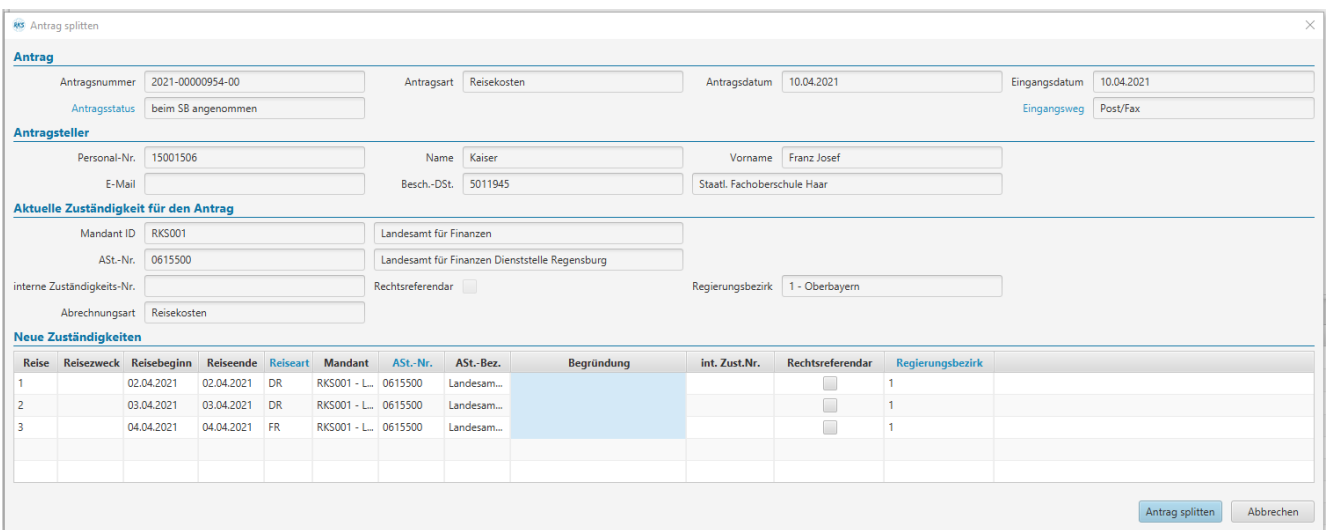 RKS Antrag splitten
Antrag
Antragsnummer 2021-00000954-00 Antragsart Reisekosten Antragsdatum 10.04.2021 Eingangsdatum 10.04.2021
Antragsstatus beim SB angenommen Eingangsweg Post/Fax
Antragsteller
Personal-Nr. 15001506 Name Kaiser Vorname Franz Josef
E-Mail Besch.-DSt. 5011945 Staatl. Fachoberschule Haar
Aktuelle Zuständigkeit für den Antrag
Mandant ID RKS001 Landesamt für Finanzen
ASt.-Nr. 0615500 Landesamt für Finanzen Dienststelle Regensburg
interne Zuständigkeits-Nr. Rechtsreferendar Regierungsbezirk 1 - Oberbayern
Abrechnungsart Reisekosten
Neue Zuständigkeiten
Reise Reisezweck Reisebeginn Reiseende Reiseart Mandant ASt.-Nr. ASt.-Bez. Begründung int. Zust.Nr. Rechtsreferendar Regierungsbezirk
1 02.04.2021 02.04.2021 DR RKS001 - L... 0615500 Landesam... 1
2 03.04.2021 03.04.2021 DR RKS001 - L... 0615500 Landesam... 1
3 04.04.2021 04.04.2021 FR RKS001 - L... 0615500 Landesam... 1
Antrag splitten Abbrechen